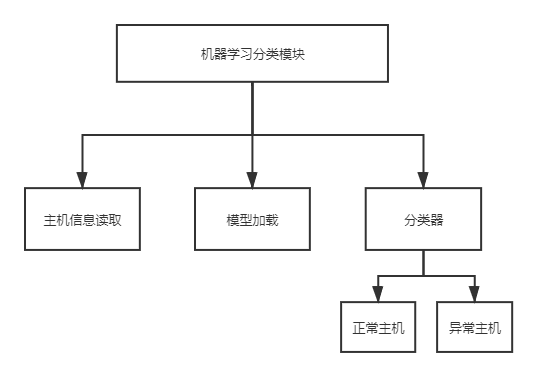 机器学习分类模块
主机信息读取
模型加载
分类器
正常主机
异常主机